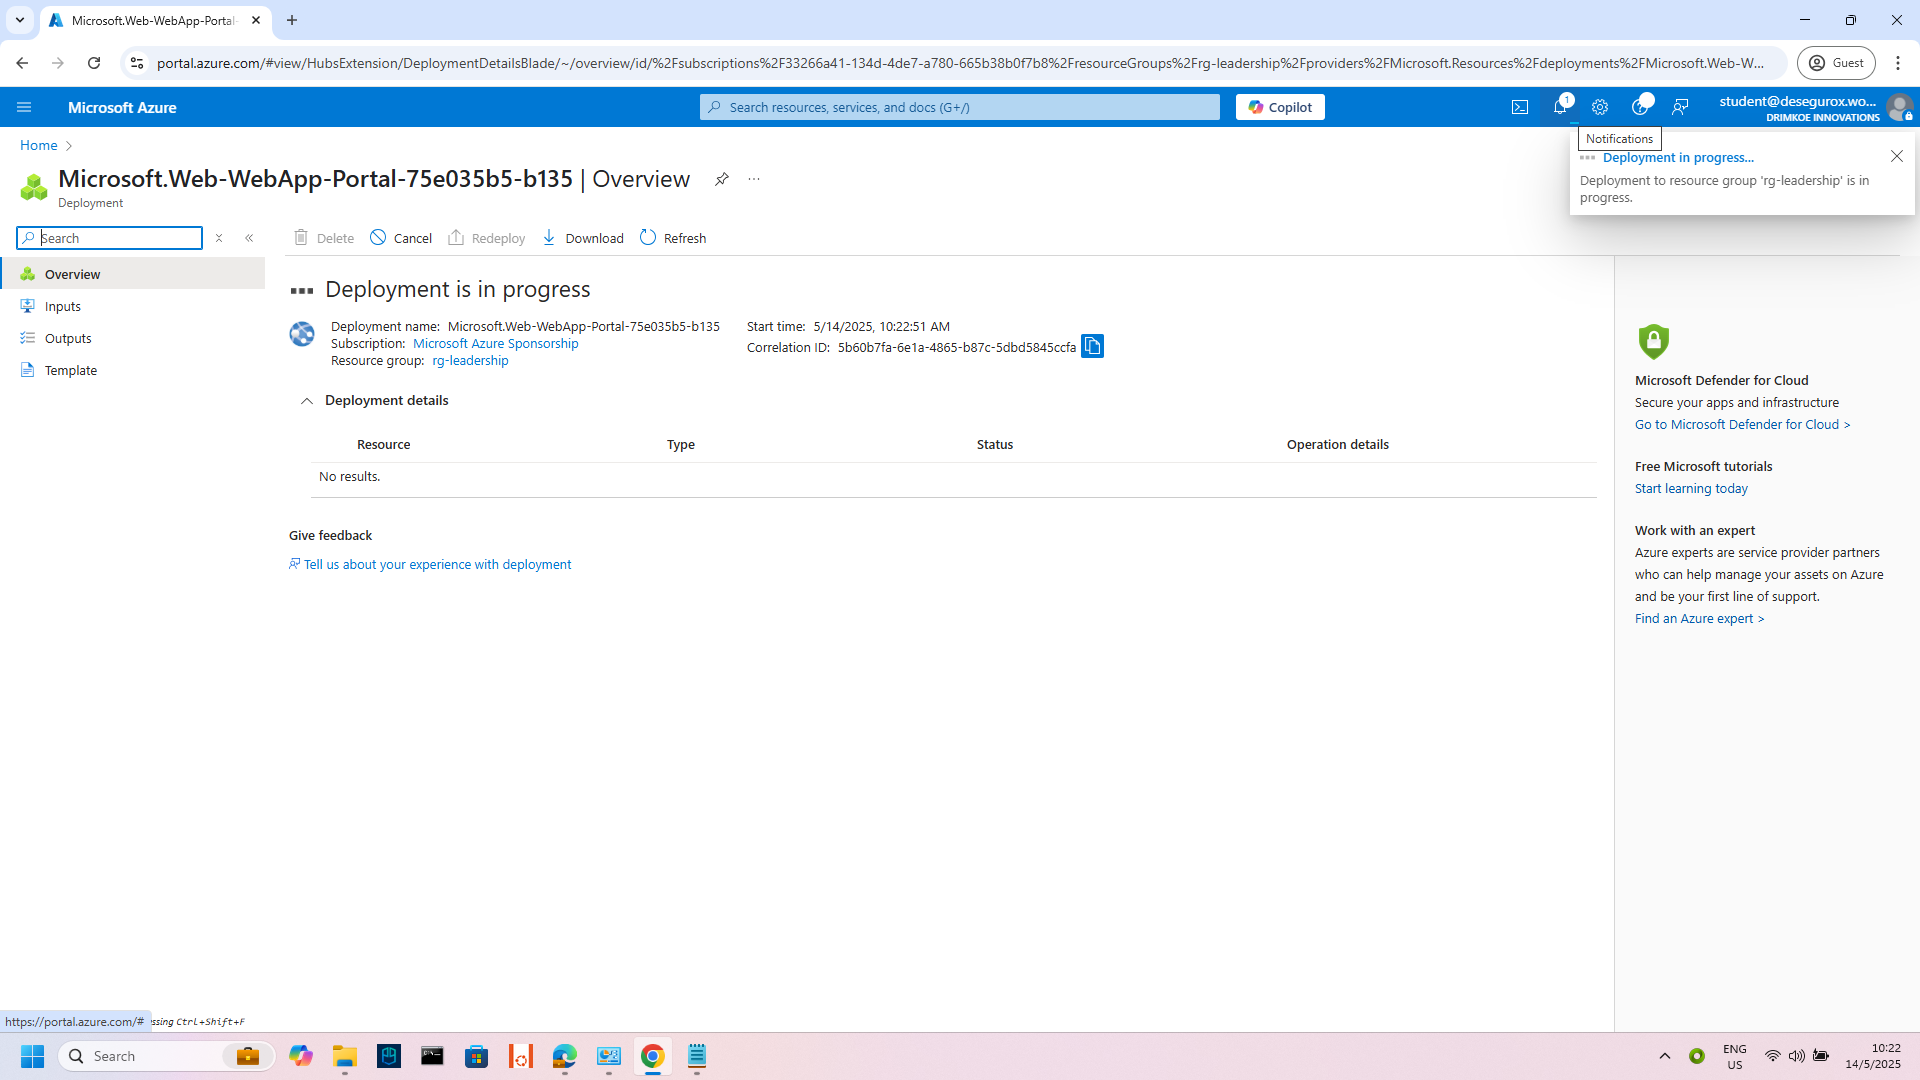 Microsoft.Web-WebApp-Portal-
portal.azure.com/#view/HubsExtension/DeploymentDetailsBlade/~/overview/id/%2Fsubscriptions%2F33266a41-134d-4de7-a780-665b38b0f7b8%2FresourceGroups%2Frg-leadership%2Fproviders%2FMicrosoft.Resources%2Fdeployments%2FMicrosoft.Web-W...
Guest
Microsoft Azure
Search resources, services, and docs (G+/)
Copilot
1
student@desegurox.wo...
DRIMKOE INNOVATIONS
Home
Notifications
Deployment in progress...
Deployment to resource group 'rg-leadership' is in
progress.
Microsoft.Web-WebApp-Portal-75e035b5-b135 | Overview
Deployment
Search
Delete
Cancel
Redeploy
Download
Refresh
Overview
Inputs
Outputs
Template
Deployment is in progress
Deployment name: Microsoft.Web-WebApp-Portal-75e035b5-b135
Subscription: Microsoft Azure Sponsorship
Resource group: rg-leadership
Start time: 5/14/2025, 10:22:51 AM
Correlation ID: 5b60b7fa-6e1a-4865-b87c-5dbd5845ccfa
Deployment details
Resource
Type
Status
Operation details
No results.
Give feedback
Tell us about your experience with deployment
Microsoft Defender for Cloud
Secure your apps and infrastructure
Go to Microsoft Defender for Cloud >
Free Microsoft tutorials
Start learning today
Work with an expert
Azure experts are service provider partners
who can help manage your assets on Azure
and be your first line of support.
Find an Azure expert >
https://portal.azure.com/#
Ctrl+Shift+F
Search
ENG
US
10:22
14/5/2025